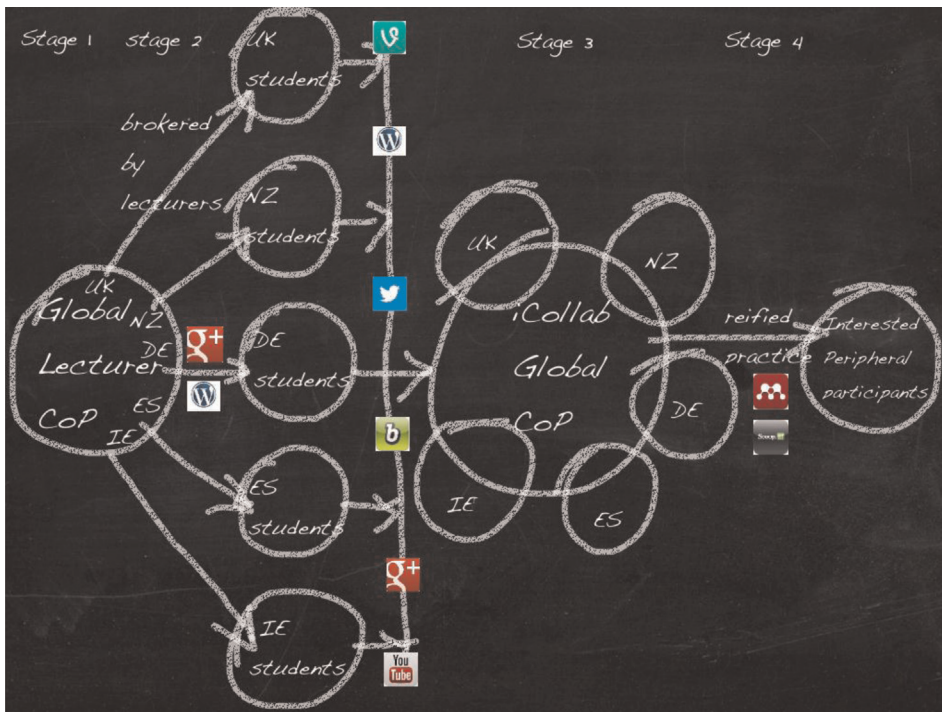 Stage 1
stage 2
Stage 3
Stage 4
brokered
by
lecturers
UK
students
NZ
students
DE
students
ES
students
IE
students
Global
Lecturer
CoP
UK
NZ
DE
ES
IE
g+
W
W
b
g+
You
Tube
iCollab
Global
CoP
UK
NZ
DE
ES
IE
reified
practice
Scoop.it
Interested
Peripheral
participants